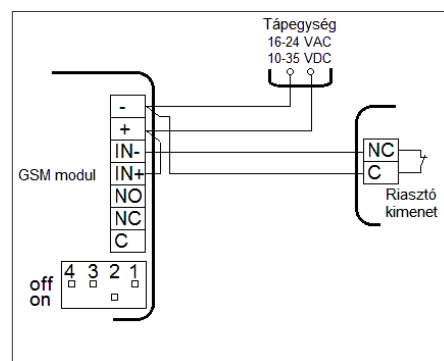 Tápegység
16-24 VAC
10-35 VDC
-
+
IN-
IN+
NO
NC
C
GSM modul
NC
C
Riasztó
kimenet
4 3 2 1
off
on